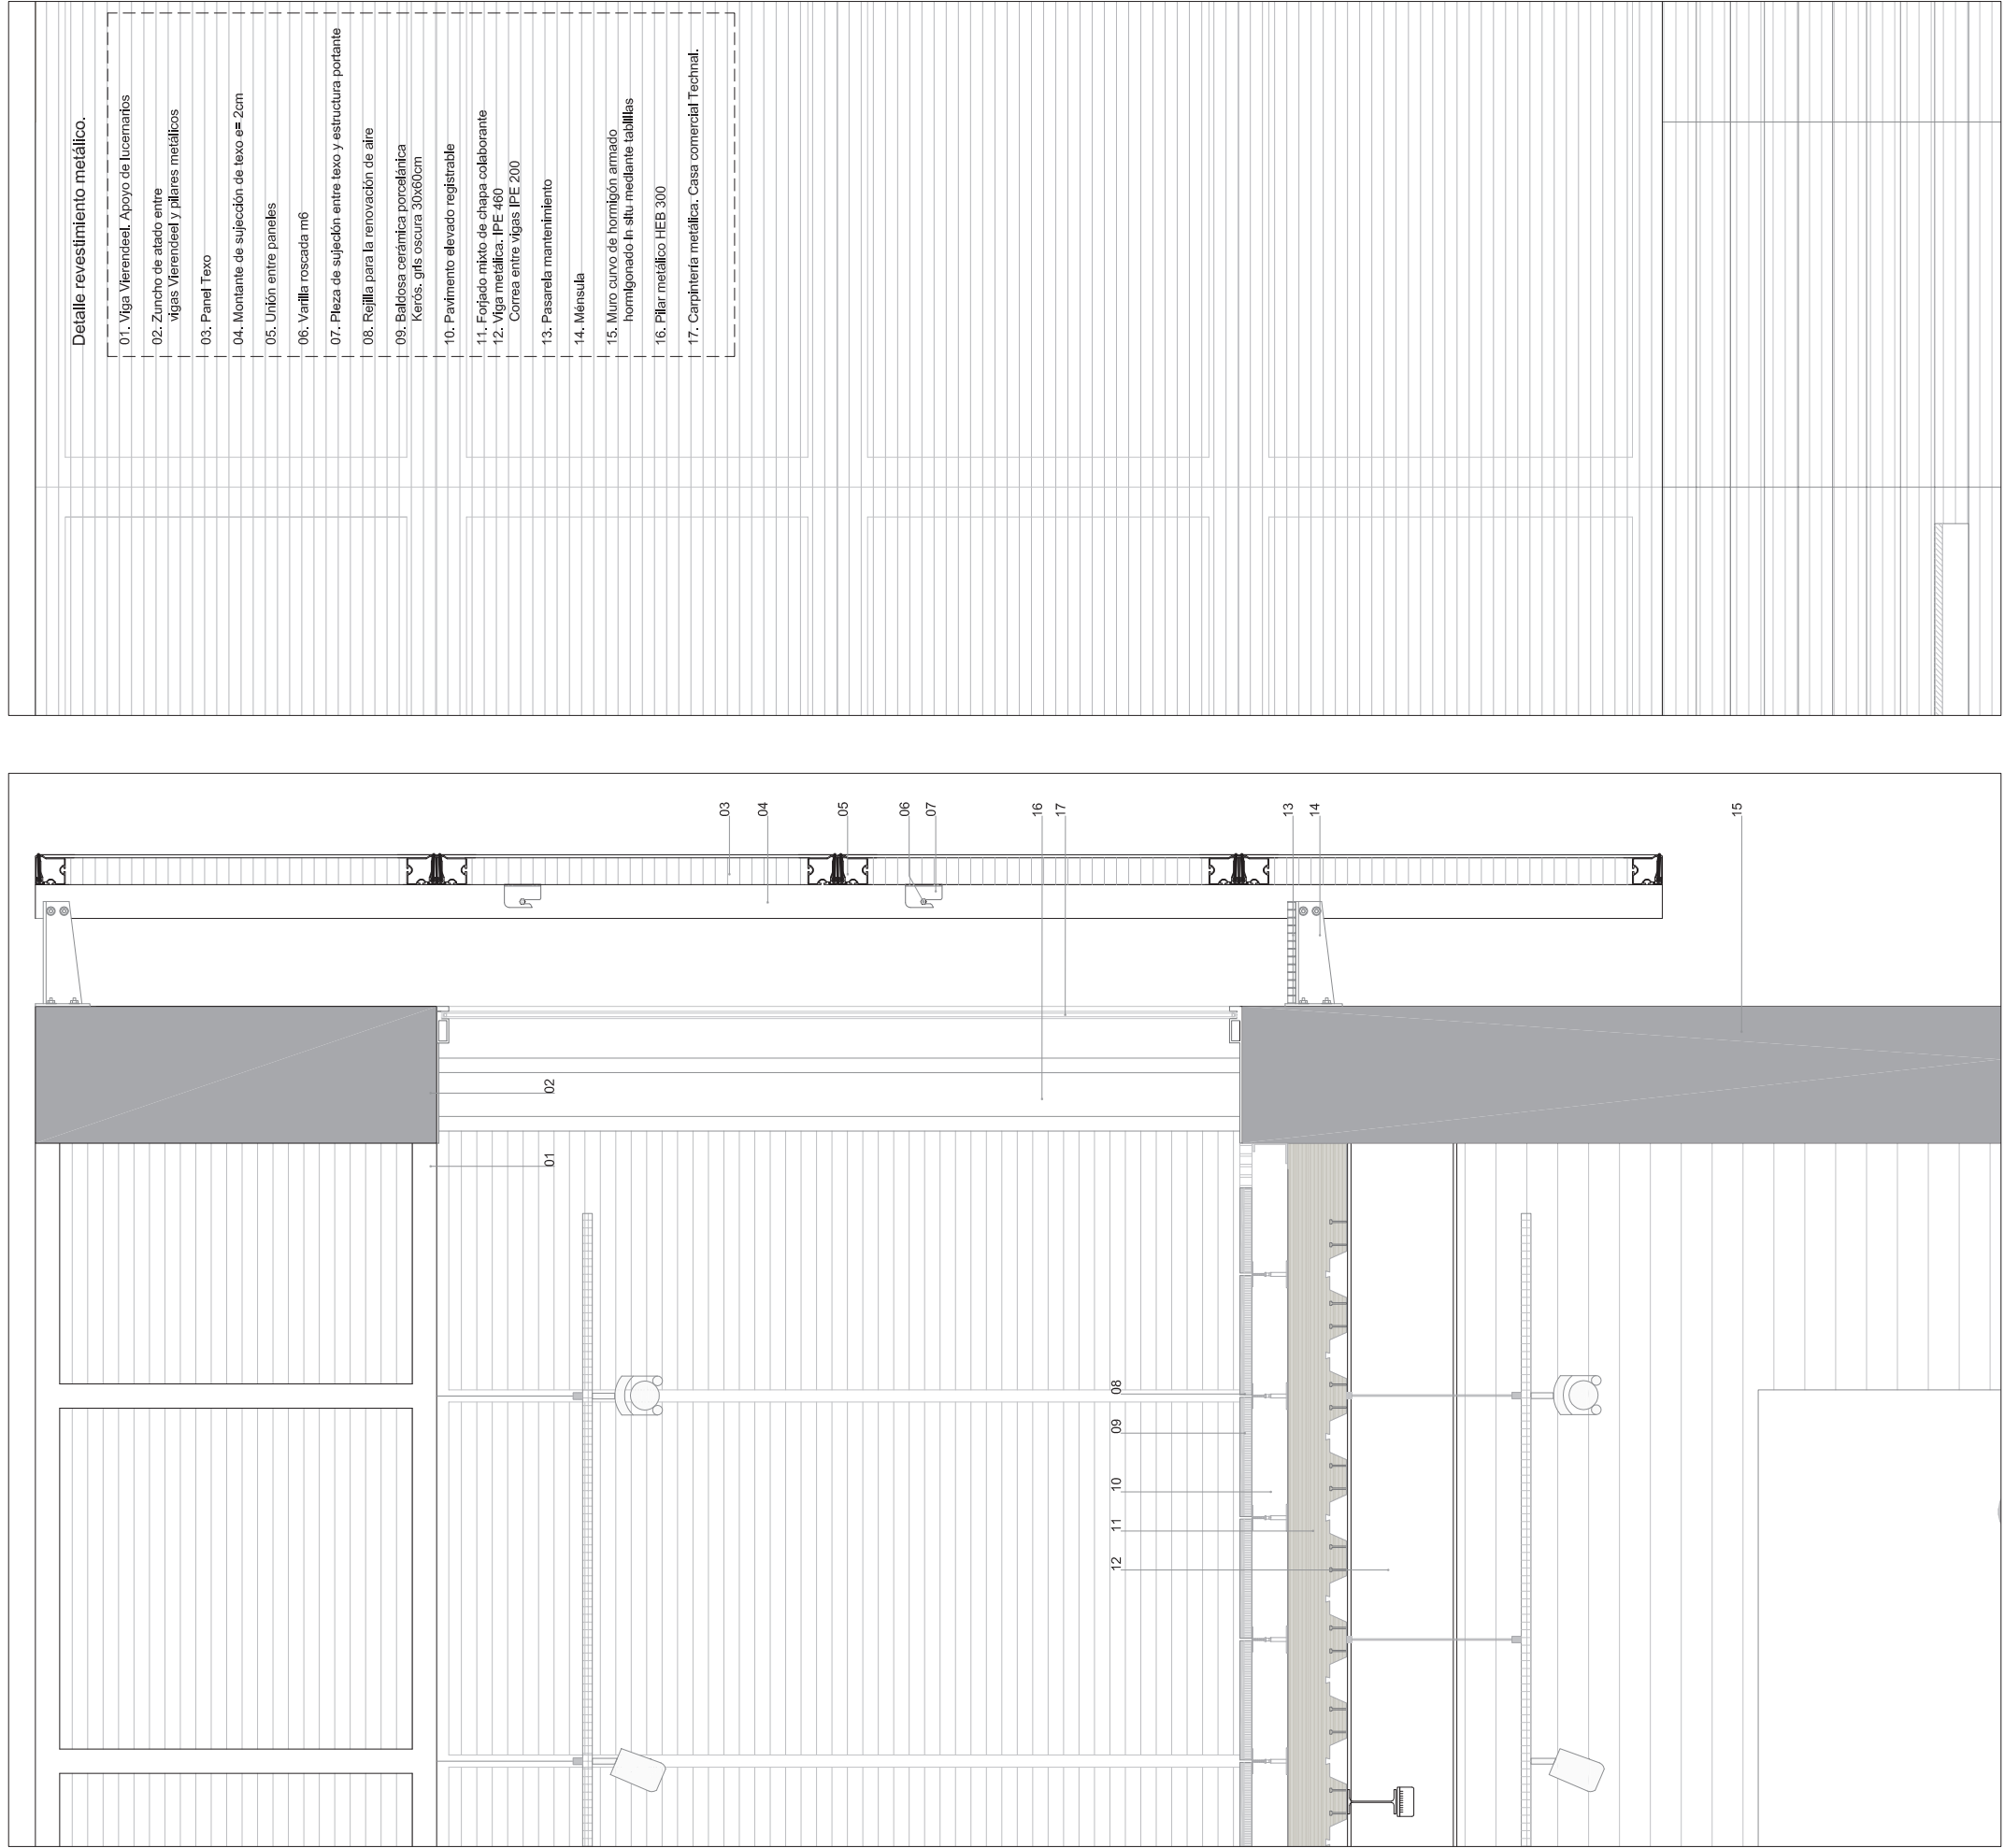 Detalle revestimiento metálico.
01. Viga Vierendeel. Apoyo de lucernarios
02. Zuncho de atado entre
vigas Vierendeel y pilares metálicos
03. Panel Texo
04. Montante de sujección de texo e= 2cm
05. Unión entre paneles
06. Varilla roscada m6
07. Pieza de sujeción entre texo y estructura portante
08. Rejilla para la renovación de aire
09. Baldosa cerámica porcelánica
Kerós. gris oscura 30x60cm
10. Pavimento elevado registrable
11. Forjado mixto de chapa colaborante
12. Viga metálica. IPE 460
Correa entre vigas IPE 200
13. Pasarela mantenimiento
14. Ménsula
15. Muro curvo de hormigón armado
hormigonado in situ mediante tablillas
16. Pilar metálico HEB 300
17. Carpintería metálica. Casa comercial Technal.
03
04
05
06
07
16
17
13
14
15
02
01
08
09
10
11
12